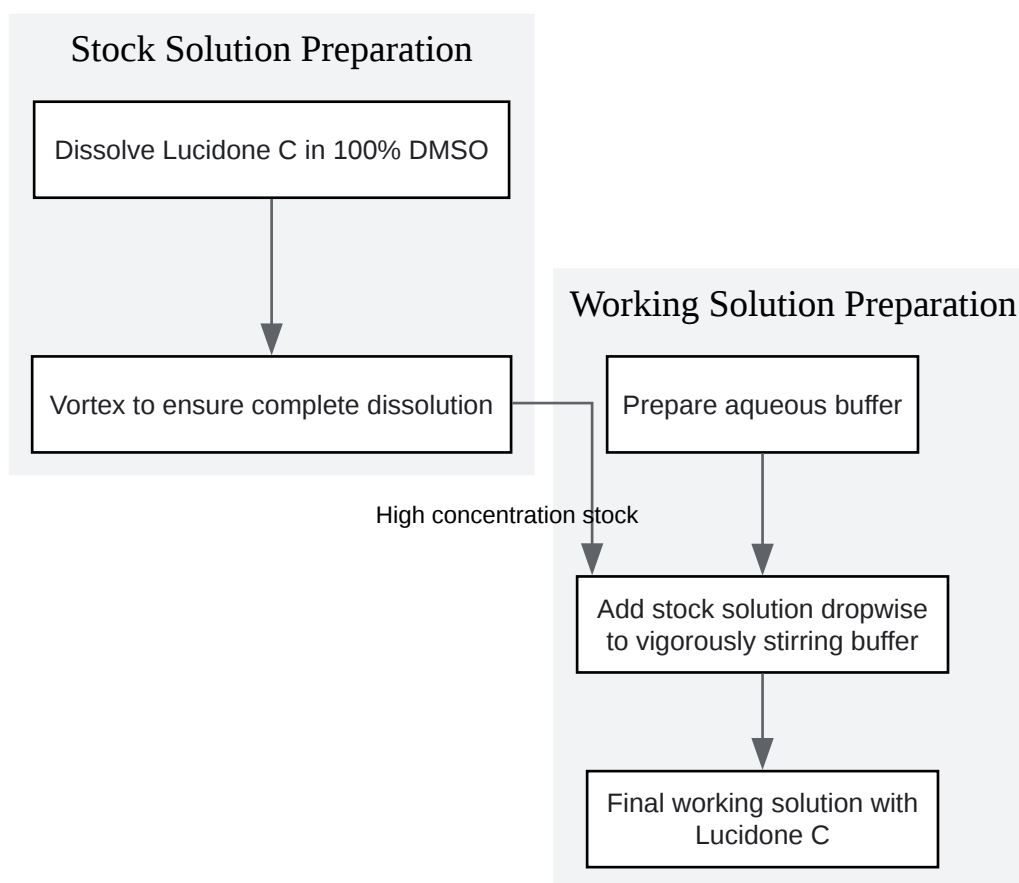 Stock Solution Preparation
Dissolve Lucidone C in 100% DMSO
Vortex to ensure complete dissolution
High concentration stock
Working Solution Preparation
Prepare aqueous buffer
Add stock solution dropwise
to vigorously stirring buffer
Final working solution with
Lucidone C